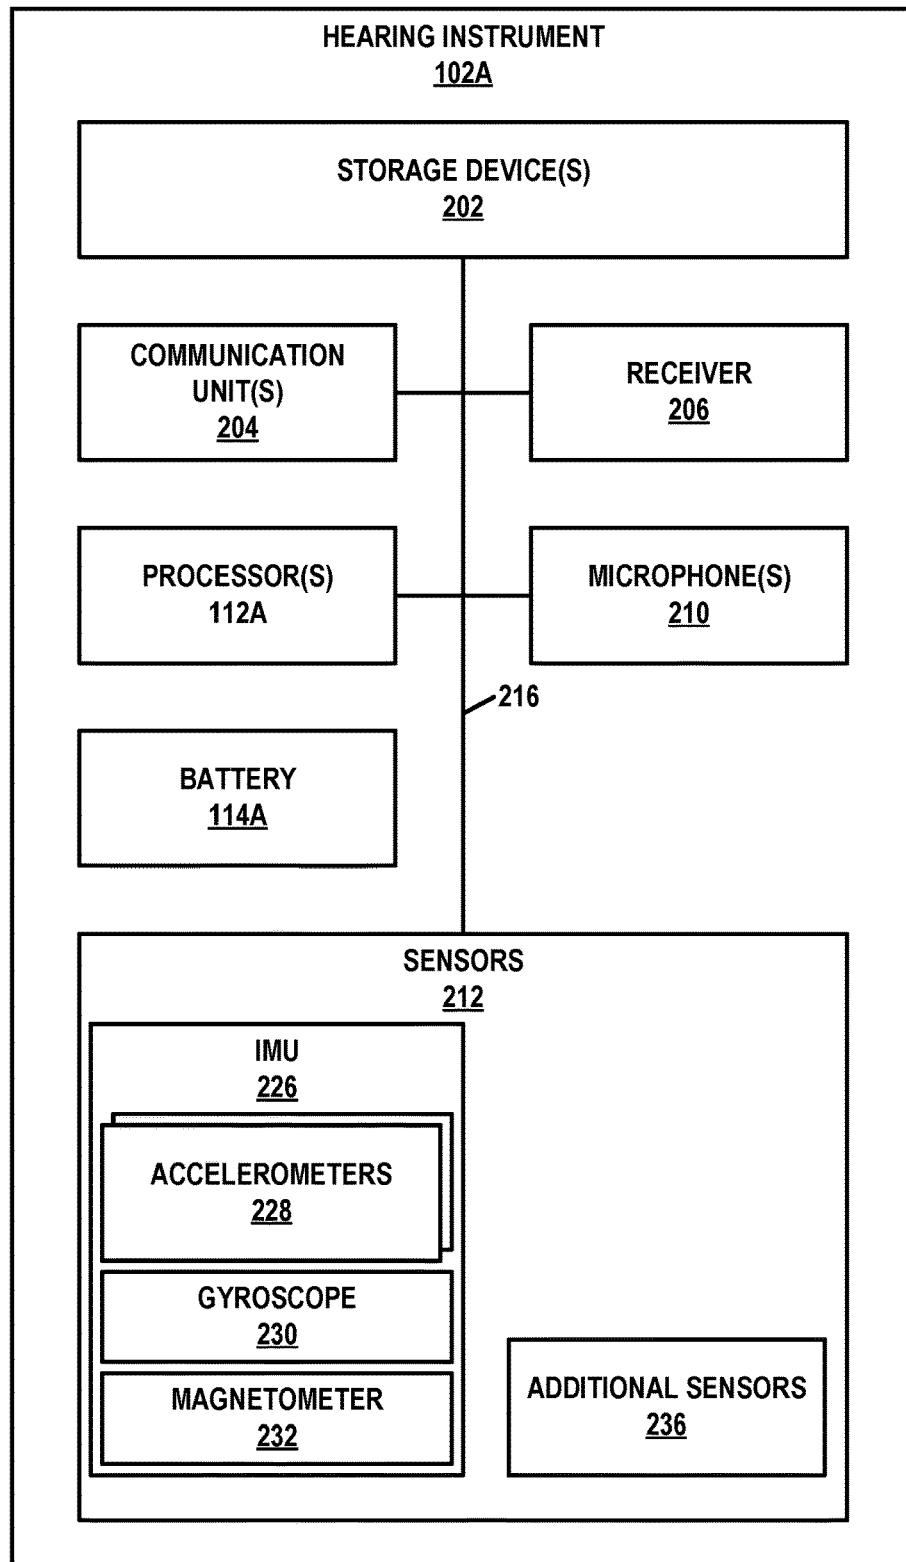 HEARING INSTRUMENT
102A
STORAGE DEVICE(S)
202
COMMUNICATION
UNIT(S)
204
RECEIVER
206
PROCESSOR(S)
112A
MICROPHONE(S)
210
216
BATTERY
114A
SENSORS
212
IMU
226
ACCELEROMETERS
228
GYROSCOPE
230
MAGNETOMETER
232
ADDITIONAL SENSORS
236